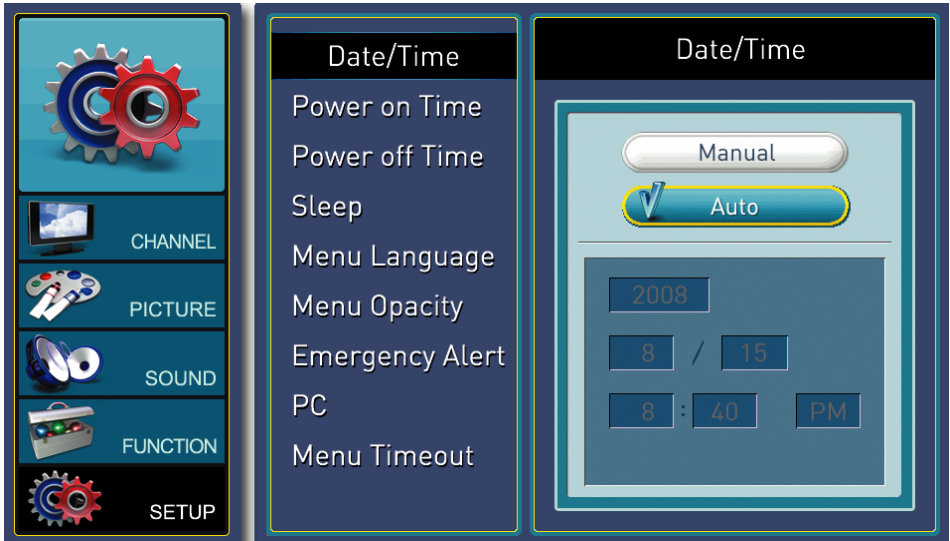 CHANNEL
PICTURE
SOUND
FUNCTION
SETUP
Date/Time
Power on Time
Power off Time
Sleep
Menu Language
Menu Opacity
Emergency Alert
PC
Menu Timeout
Date/Time
Manual
Auto
2008
8 / 15
8 : 40 PM